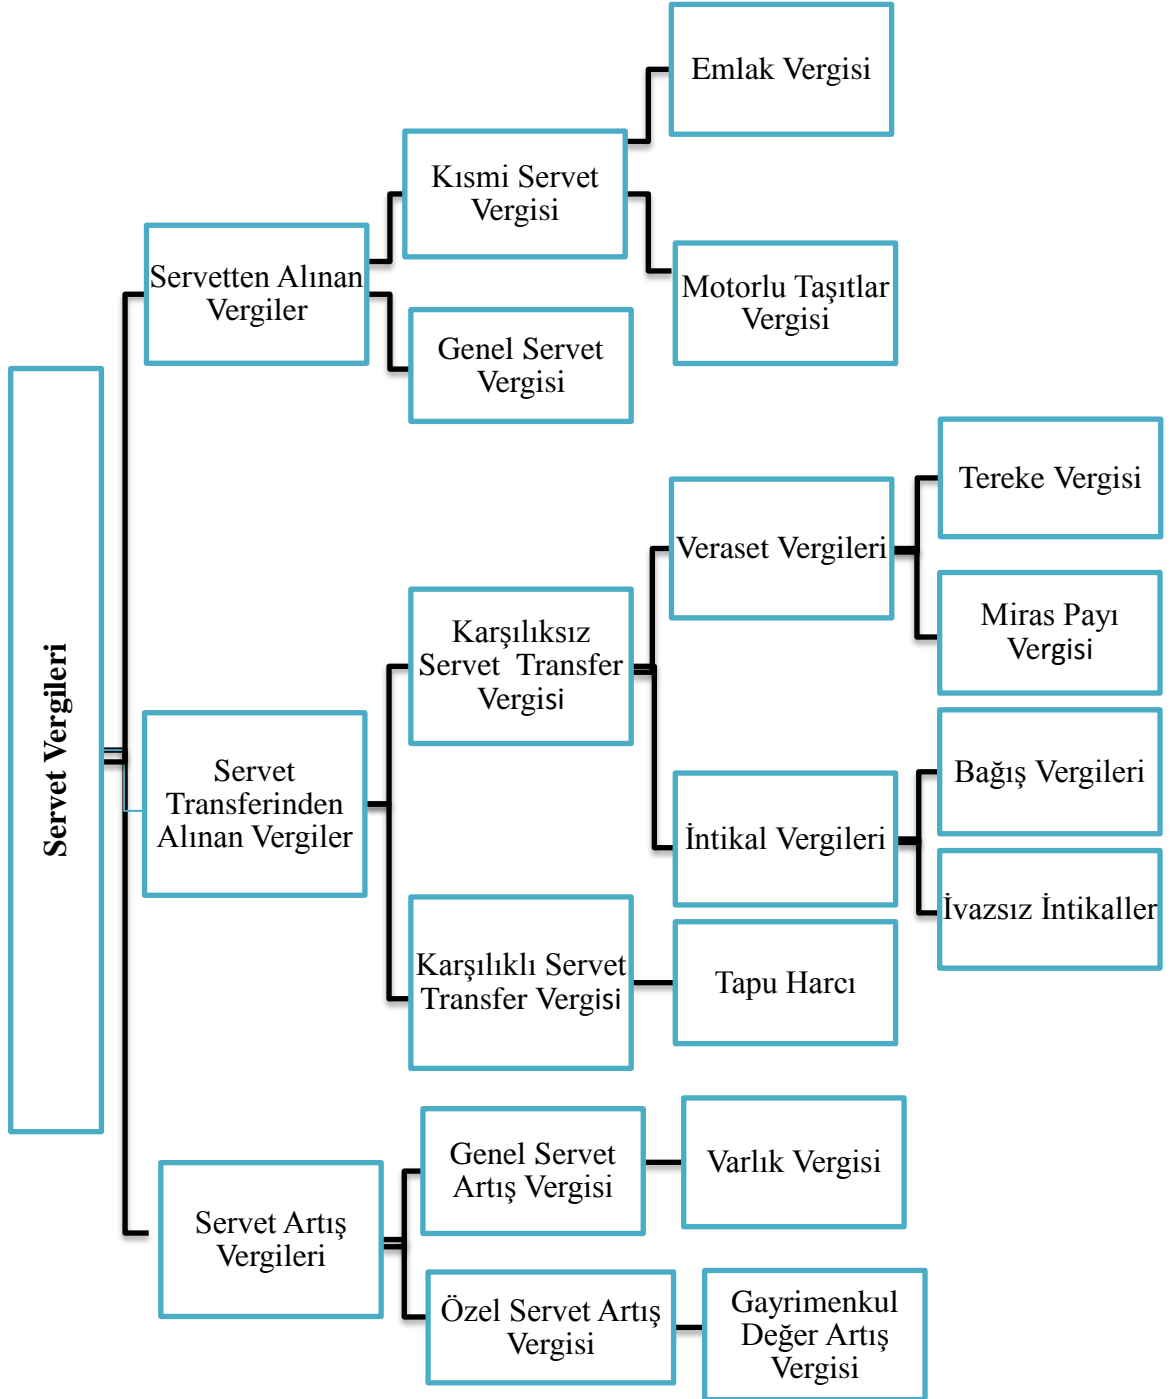 Servet Vergileri
Servetten Alınan
Vergiler
Kısmi Servet
Vergisi
Emlak Vergisi
Motorlu Taşıtlar
Vergisi
Genel Servet
Vergisi
Servet
Transferinden
Alınan Vergiler
Karşılıksız
Servet Transfer
Vergisi
Veraset Vergileri
Tereke Vergisi
Miras Payı
Vergisi
İntikal Vergileri
Bağış Vergileri
İvazsız İntikaller
Karşılıklı Servet
Transfer Vergisi
Tapu Harcı
Servet Artış
Vergileri
Genel Servet
Artış Vergisi
Varlık Vergisi
Özel Servet Artış
Vergisi
Gayrimenkul
Değer Artış
Vergisi